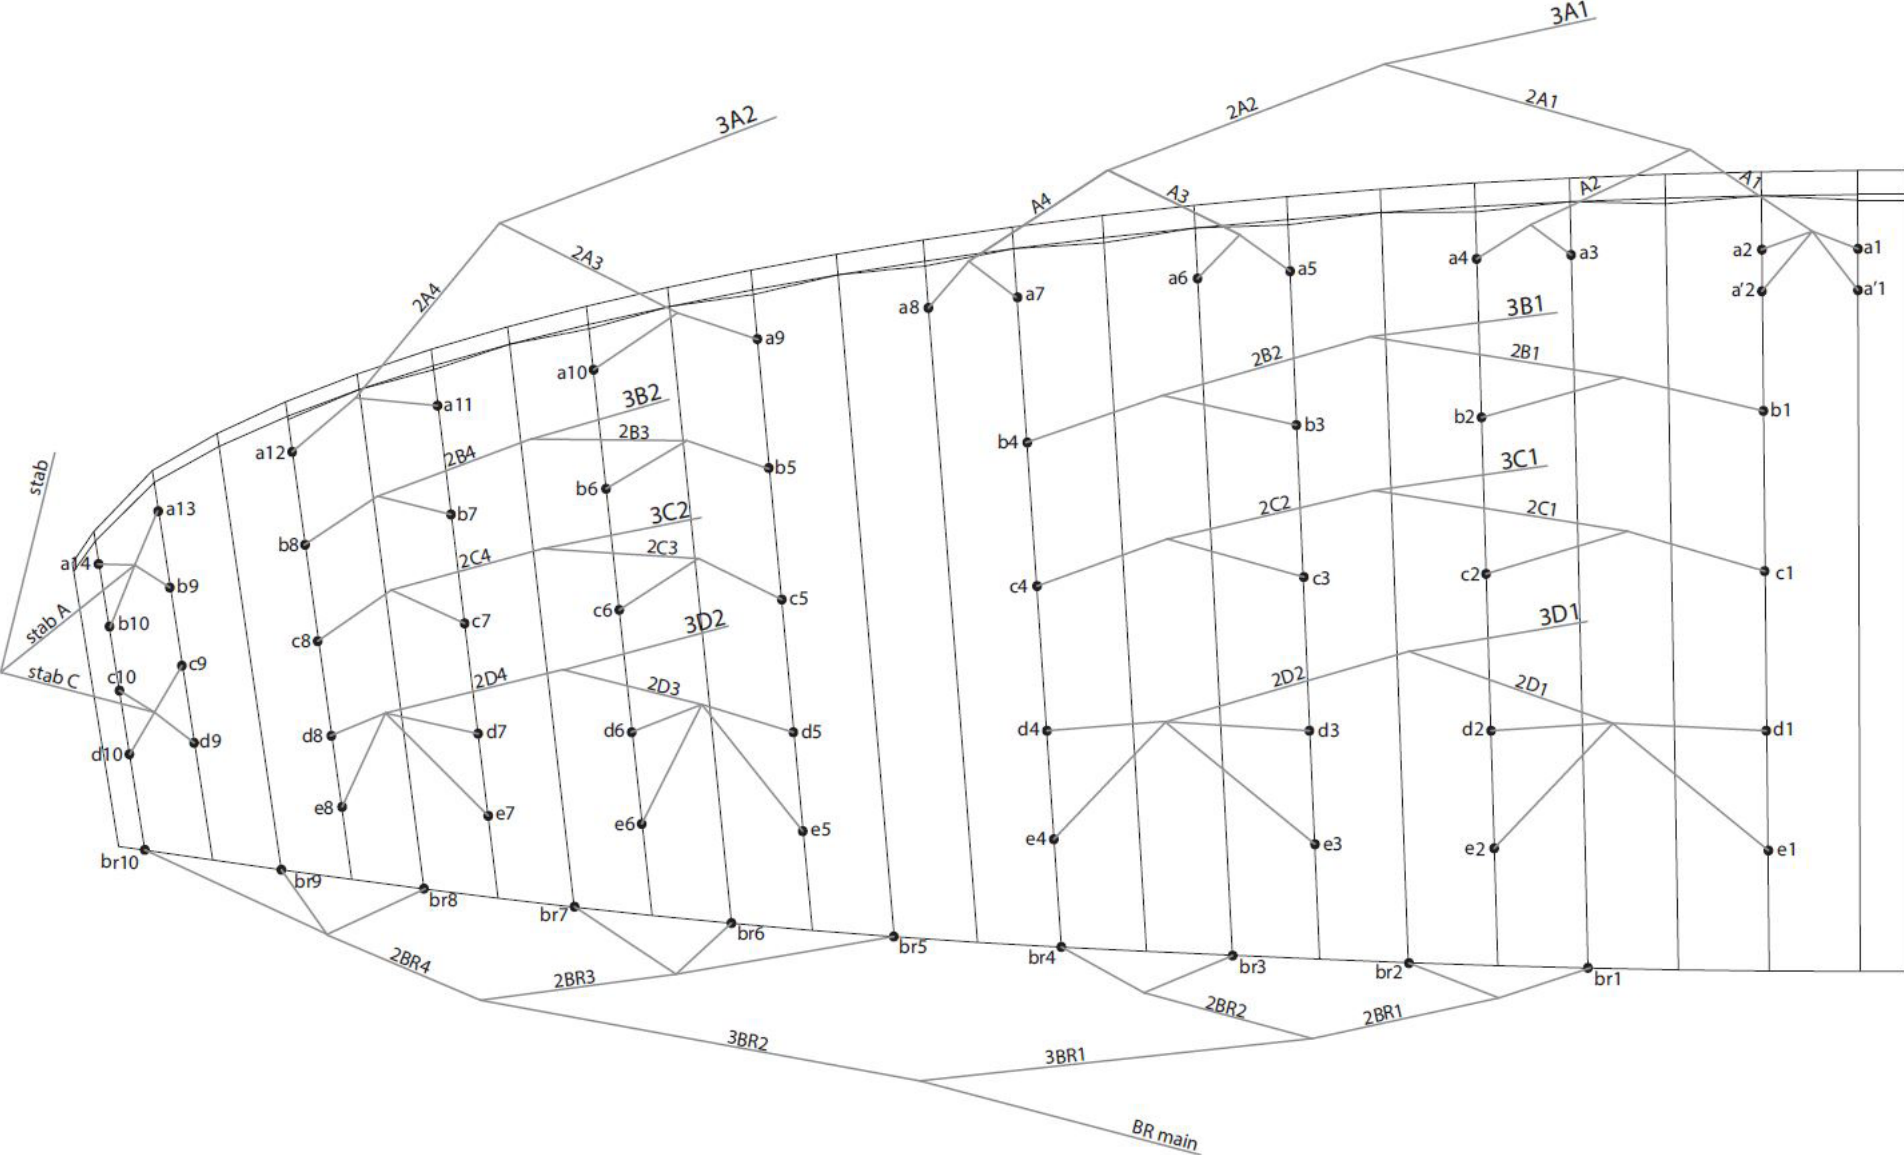 3A1
2A2
2A1
3A2
A4
A3
A2
A1
2A3
2A4
a2
a1
a'2
a'1
a4
a3
a6
a5
a8
a7
a10
a9
a12
a11
3B1
2B2
2B1
b4
b3
b2
b1
3B2
2B4
2B3
b8
b7
b6
b5
3C1
2C2
2C1
c4
c3
c2
c1
3C2
2C4
2C3
c8
c7
c6
c5
3D1
2D2
2D1
d4
d3
d2
d1
e4
e3
e2
e1
3D2
2D4
2D3
d8
d7
d6
d5
e8
e7
e6
e5
stab
a13
a14
b9
stab A
b10
stab C
c10
c9
d10
d9
br10
br9
br8
br7
br6
br5
br4
br3
br2
br1
2BR4
2BR3
2BR2
2BR1
3BR2
3BR1
BR main